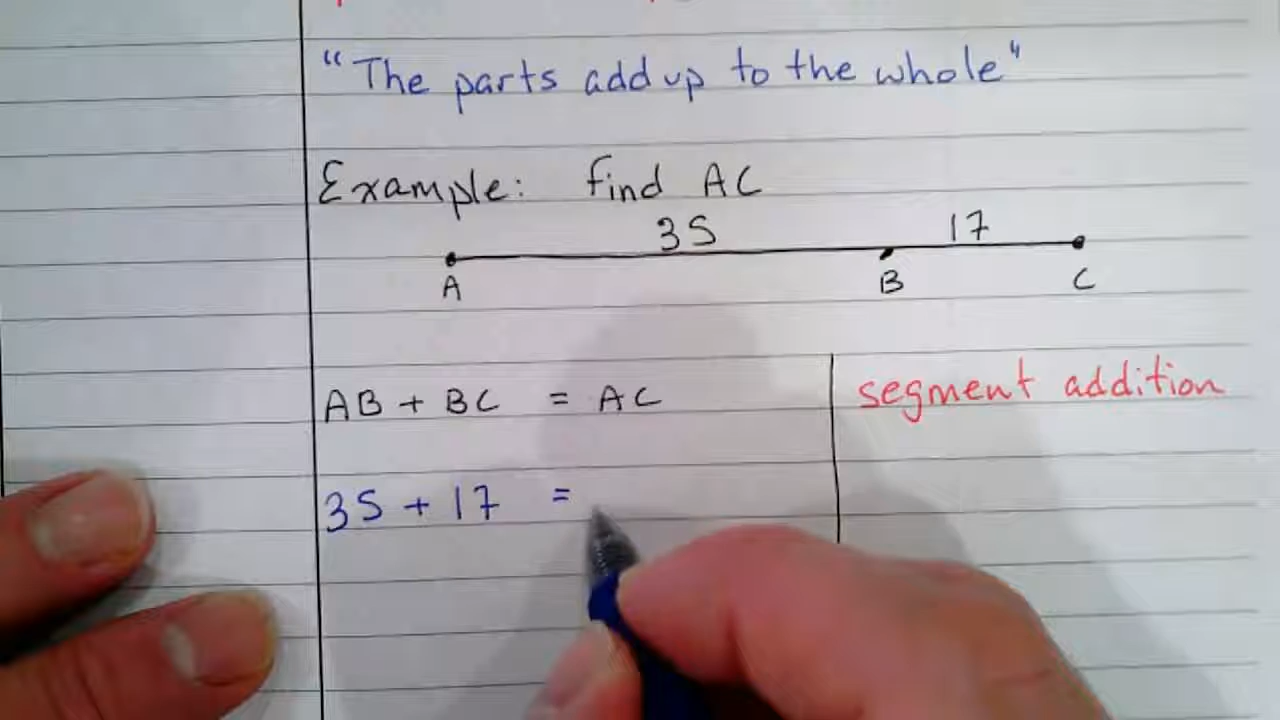 "The parts add up to the whole"
Example: find AC
35 17
A B C
AB + BC = AC
segment addition
35 + 17 =